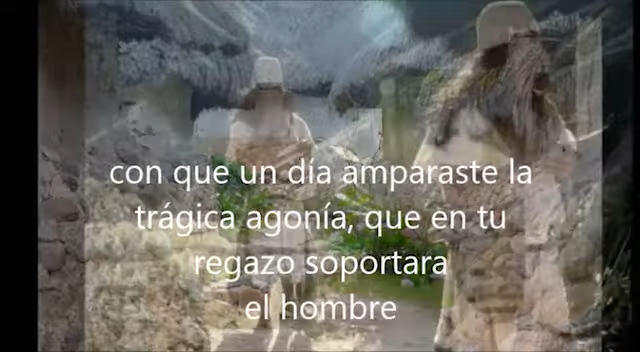 con que un día amparaste la
trágica agonía, que en tu
regazo soportara
el hombre